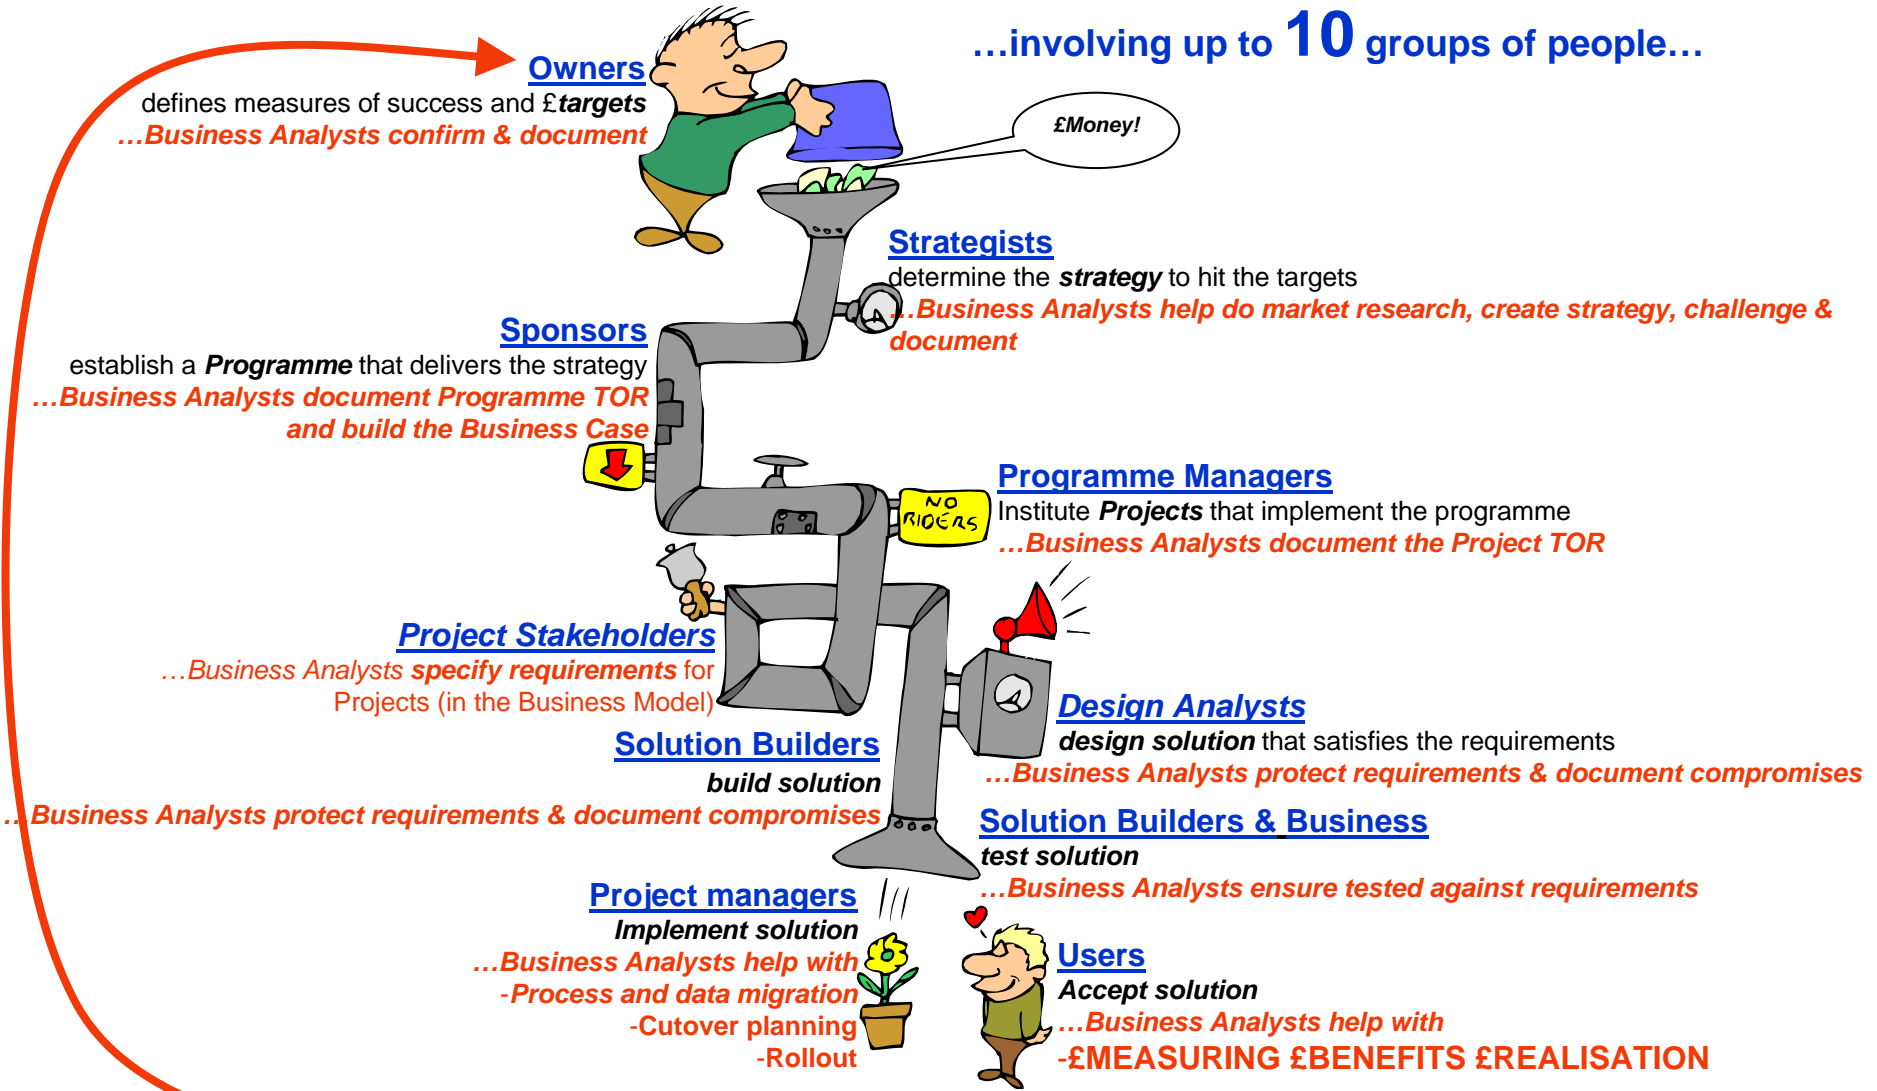 …involving up to 10 groups of people…
Owners
defines measures of success and £targets
…Business Analysts confirm & document
£Money!
Strategists
determine the strategy to hit the targets
…Business Analysts help do market research, create strategy, challenge &
document
Sponsors
establish a Programme that delivers the strategy
…Business Analysts document Programme TOR
and build the Business Case
Programme Managers
Institute Projects that implement the programme
…Business Analysts document the Project TOR
NO
RIDERS
Project Stakeholders
…Business Analysts specify requirements for
Projects (in the Business Model)
Design Analysts
design solution that satisfies the requirements
…Business Analysts protect requirements & document compromises
Solution Builders
build solution
…Business Analysts protect requirements & document compromises
Solution Builders & Business
test solution
…Business Analysts ensure tested against requirements
Project managers
Implement solution
…Business Analysts help with
-Process and data migration
-Cutover planning
-Rollout
Users
Accept solution
…Business Analysts help with
-£MEASURING £BENEFITS £REALISATION